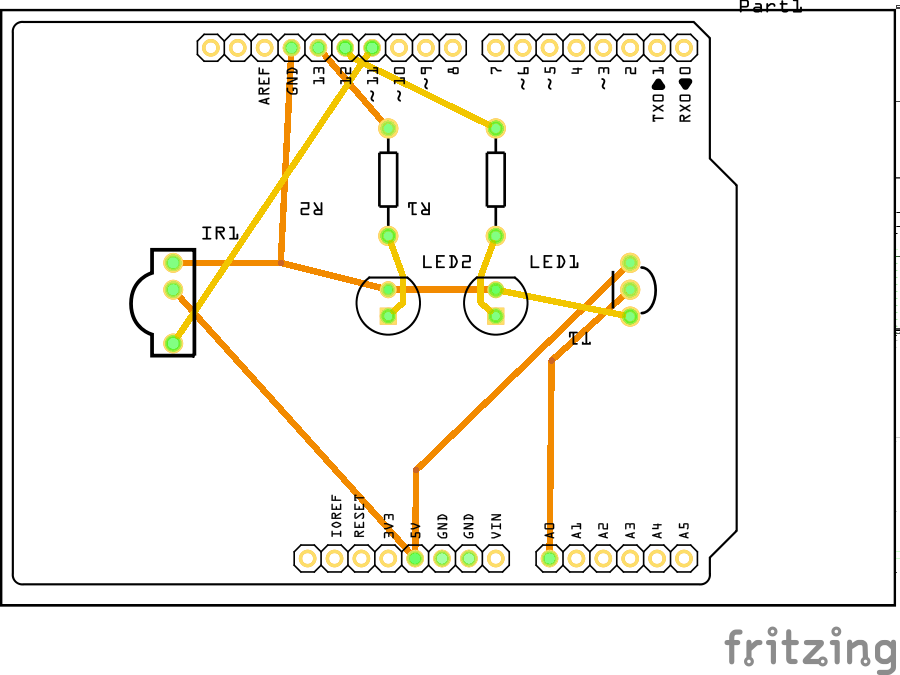 Part1
AREF
GND
13
12
~11
~10
~9
8
7
~6
~5
4
~3
2
TX0▶1
RX0◀0
R2
R1
IR1
LED2
LED1
T1
IOREF
RESET
3V3
5V
GND
GND
VIN
A0
A1
A2
A3
A4
A5
fritzing